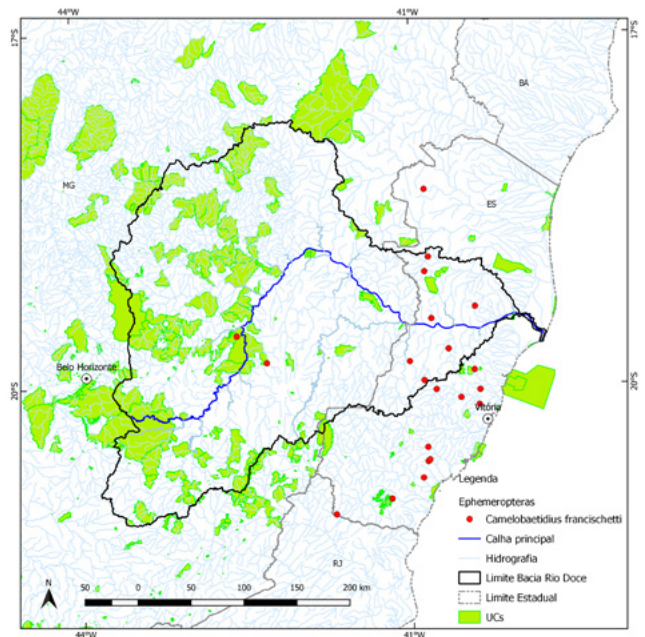 44°W
41°W
17°S
17°S
BA
MG
ES
Belo Horizonte
20°S
20°S
Vitória
Legenda
Ephemeropteras
Camelobaetidius francischetti
Calha principal
Hidrografia
Limite Bacia Rio Doce
Limite Estadual
UCs
RJ
N
50 0 50 100 150 200 km
44°W
41°W